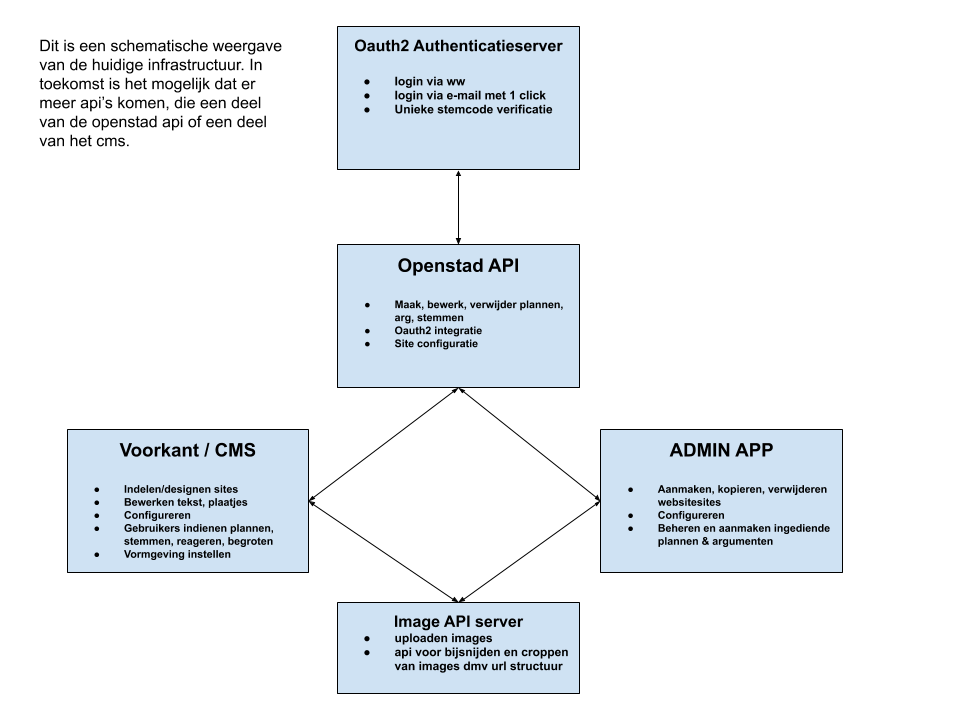 Dit is een schematische weergave
van de huidige infrastructuur. In
toekomst is het mogelijk dat er
meer api's komen, die een deel
van de openstad api of een deel
van het cms.
Oauth2 Authenticatieserver
● login via ww
● login via e-mail met 1 click
● Unieke stemcode verificatie
Openstad API
● Maak, bewerk, verwijder plannen,
arg, stemmen
● Oauth2 integratie
● Site configuratie
Voorkant / CMS
● Indelen/designen sites
● Bewerken tekst, plaatjes
● Configureren
● Gebruikers indienen plannen,
stemmen, reageren, begroten
● Vormgeving instellen
ADMIN APP
● Aanmaken, kopieren, verwijderen
websitesites
● Configureren
● Beheren en aanmaken ingediende
plannen & argumenten
Image API server
● uploaden images
● api voor bijsnijden en croppen
van images dmv url structuur